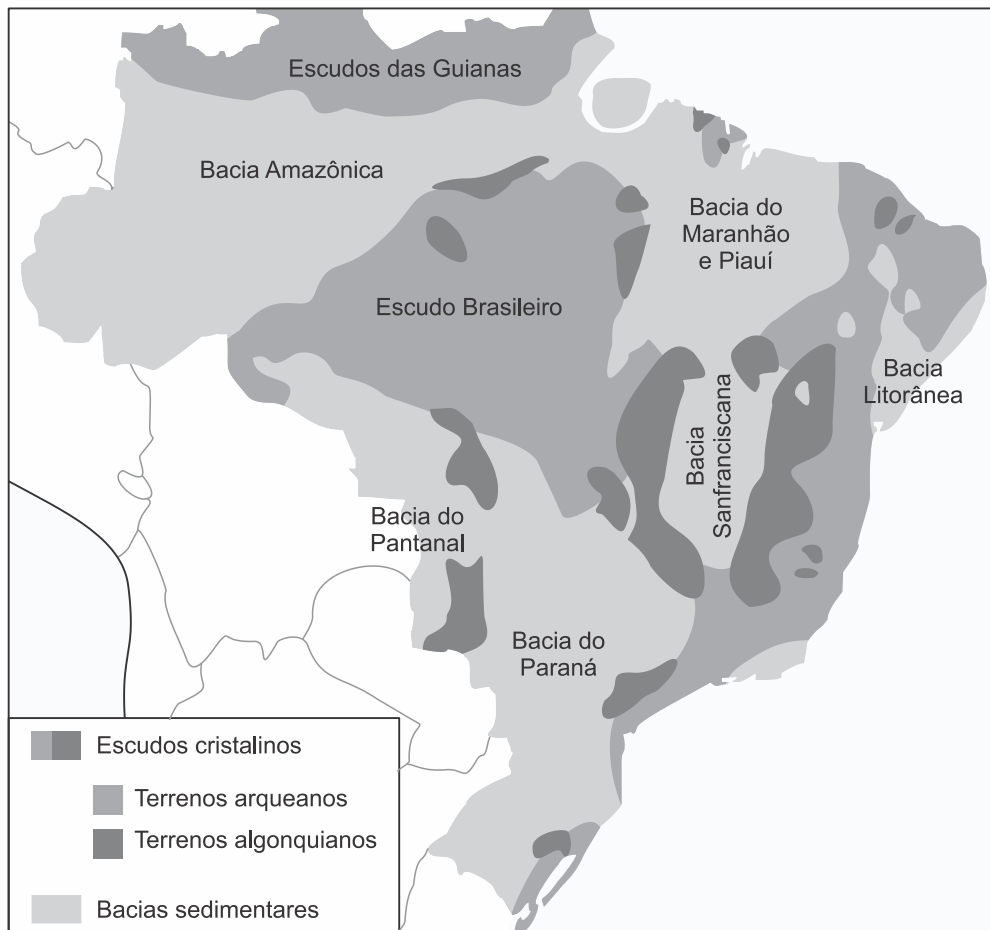 Escudos das Guianas
Bacia Amazônica
Bacia do
Maranhão
e Piauí
Escudo Brasileiro
Bacia
Litorânea
Bacia
Sanfranciscana
Bacia do
Pantanal
Bacia do
Paraná
Escudos cristalinos
Terrenos arqueanos
Terrenos algonquianos
Bacias sedimentares